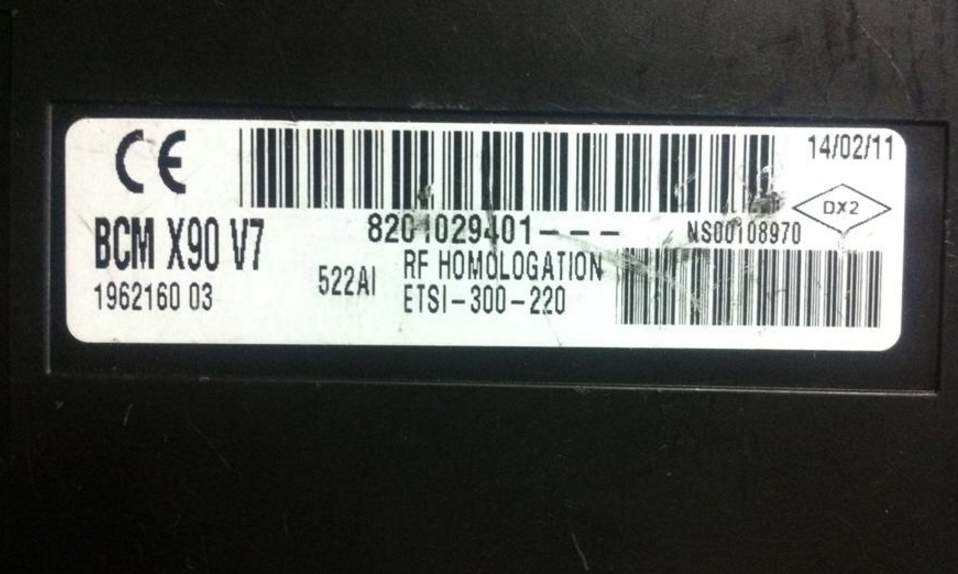 CE
14/02/11
DX2
8201029401---
NS00108970
BCM X90 V7
522AI
RF HOMOLOGATION
1962160 03
ETSI-300-220